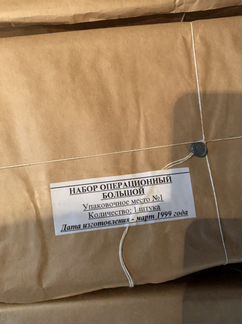 НАБОР ОПЕРАЦИОННЫЙ
БОЛЬШОЙ
Упаковочное место №1
Количество: 1 штука
Дата изготовления - март 1999 года